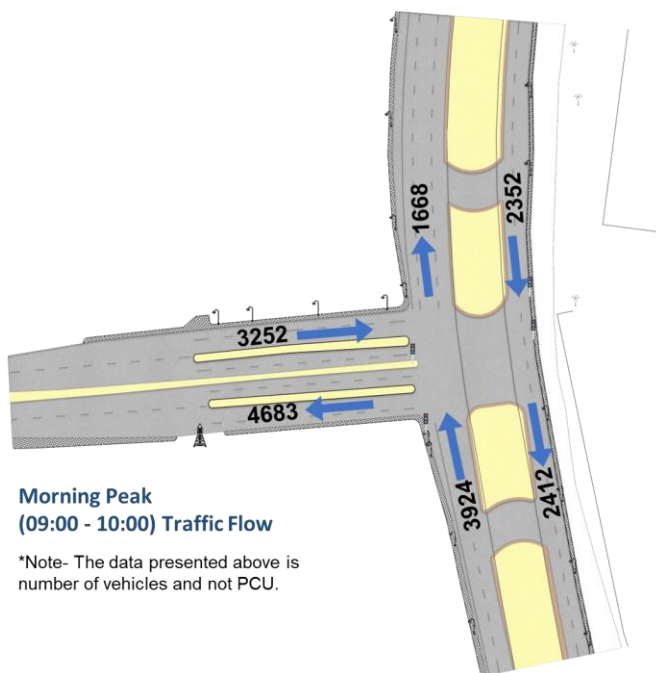 1668
2352
3252
4683
3924
2412
Morning Peak
(09:00 - 10:00) Traffic Flow
*Note- The data presented above is
number of vehicles and not PCU.